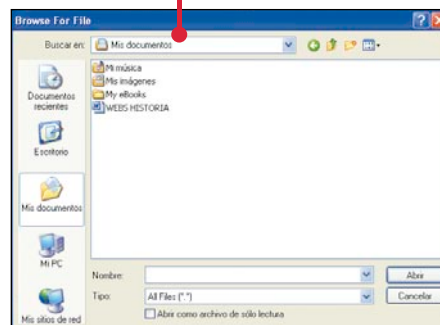 Browse For File
Buscar en: Mis documentos
Mi música
Mis imágenes
My eBooks
WEBS HISTORIA
Documentos
recientes
Escritorio
Mis documentos
Mi PC
Mis sitios de red
Nombre:
Abrir
Tipo: All Files (*.*)
Cancelar
Abrir como archivo de sólo lectura